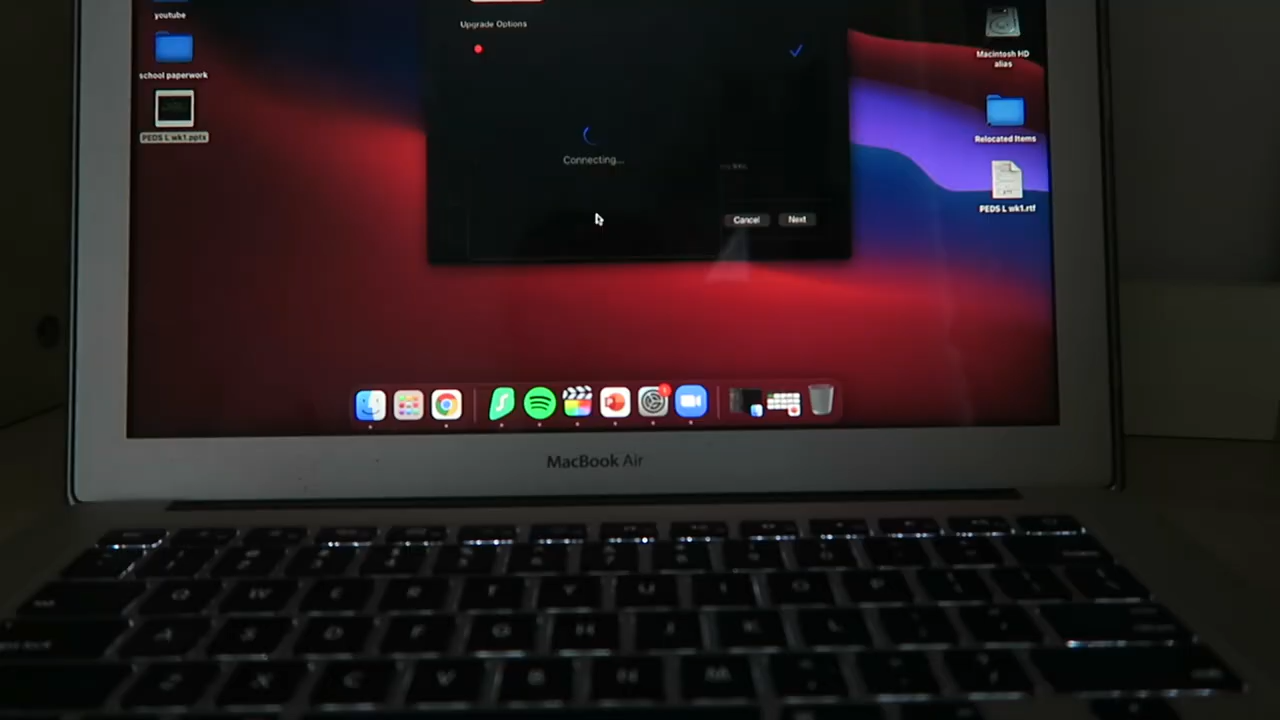 youtube
Upgrade Options
school paperwork
PEDS L wk1.pptx
Connecting...
Cancel
Next
Macintosh HD
alias
Relocated Items
PEDS L wk1.rtf
MacBook Air
Q W E R T Y U I O P
A S D F G H J K L
Z X C V B N M